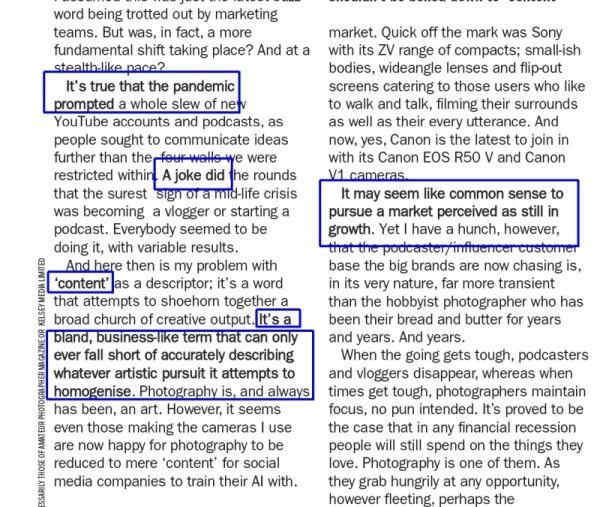 word being trotted out by marketing
teams. But was, in fact, a more
fundamental shift taking place? And at a
stealth-like pace?
It's true that the pandemic
prompted a whole slew of new
YouTube accounts and podcasts, as
people sought to communicate ideas
further than the four walls we were
restricted within. A joke did the rounds
that the surest sign of a mid-life crisis
was becoming a vlogger or starting a
podcast. Everybody seemed to be
doing it, with variable results.
And here then is my problem with
‘content’ as a descriptor; it's a word
that attempts to shoehorn together a
broad church of creative output. It's a
bland, business-like term that can only
ever fall short of accurately describing
whatever artistic pursuit it attempts to
homogenise. Photography is, and always
has been, an art. However, it seems
even those making the cameras I use
are now happy for photography to be
reduced to mere ‘content’ for social
media companies to train their AI with.
market. Quick off the mark was Sony
with its ZV range of compacts; small-ish
bodies, wideangle lenses and flip-out
screens catering to those users who like
to walk and talk, filming their surrounds
as well as their every utterance. And
now, yes, Canon is the latest to join in
with its Canon EOS R50 V and Canon
V1 cameras.
It may seem like common sense to
pursue a market perceived as still in
growth. Yet I have a hunch, however,
that the podcaster/influencer customer
base the big brands are now chasing is,
in its very nature, far more transient
than the hobbyist photographer who has
been their bread and butter for years
and years. And years.
When the going gets tough, podcasters
and vloggers disappear, whereas when
times get tough, photographers maintain
focus, no pun intended. It's proved to be
the case that in any financial recession
people will still spend on the things they
love. Photography is one of them. As
they grab hungrily at any opportunity,
however fleeting, perhaps the
ESSARILY THOSE OF AMATEUR PHOTOGRAPHER MAGAZINE OR KELSEY MEDIA LIMITED